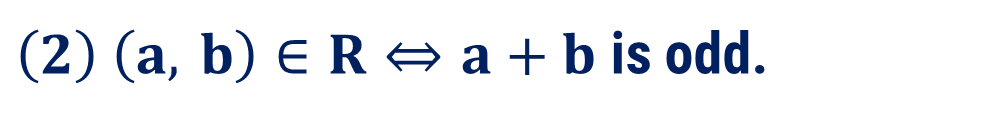 (2) (a, b) ∈ R ⇔ a + b is odd.